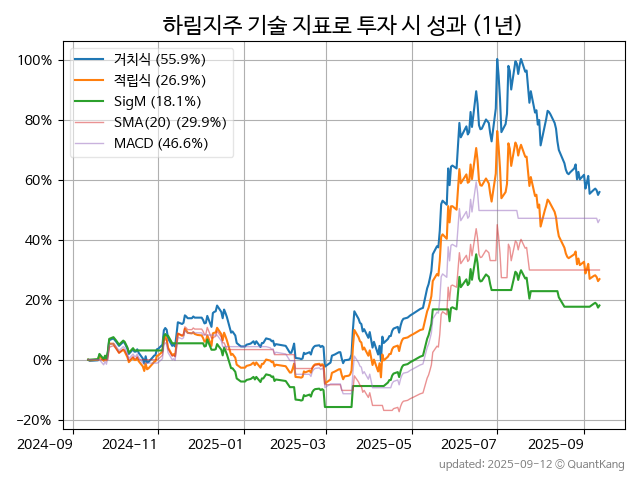 하림지주 기술 지표로 투자 시 성과 (1년)
거치식 (55.9%)
적립식 (26.9%)
SigM (18.1%)
SMA(20) (29.9%)
MACD (46.6%)
100%
80%
60%
40%
20%
0%
−20%
2024-09 2024-11 2025-01 2025-03 2025-05 2025-07 2025-09
updated: 2025-09-12 © QuantKang